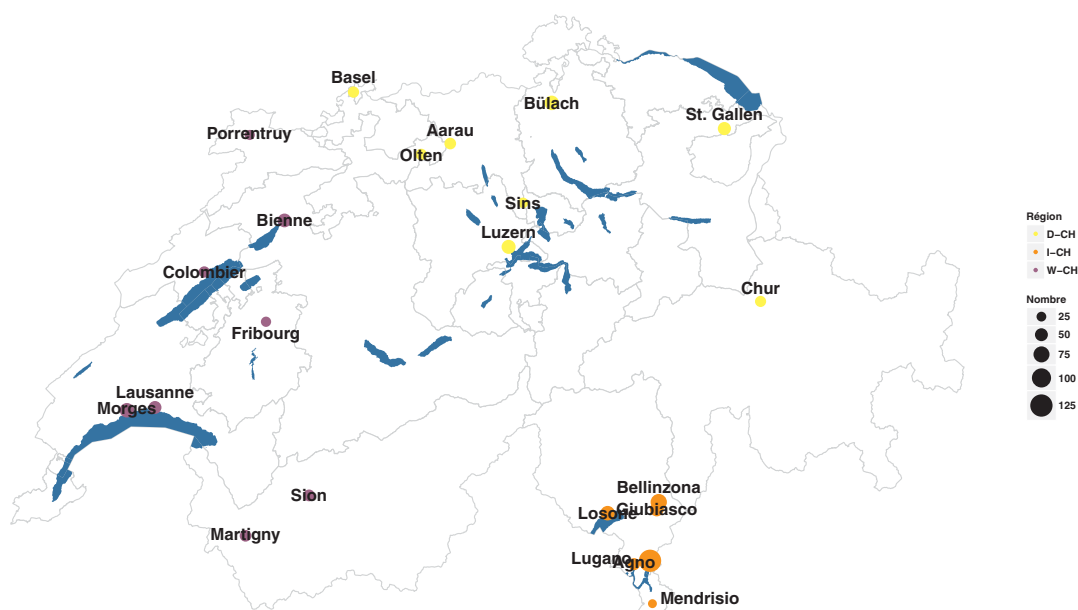 Basel
Bülach
St. Gallen
Aarau
Porrentruy
Olten
Sins
Bienne
Luzern
Colombier
Chur
Fribourg
Lausanne
Morges
Bellinzona
Sion
Giubiasco
Losone
Martigny
Lugano
Agno
Mendrisio
Région
D–CH
I–CH
W–CH
Nombre
25
50
75
100
125